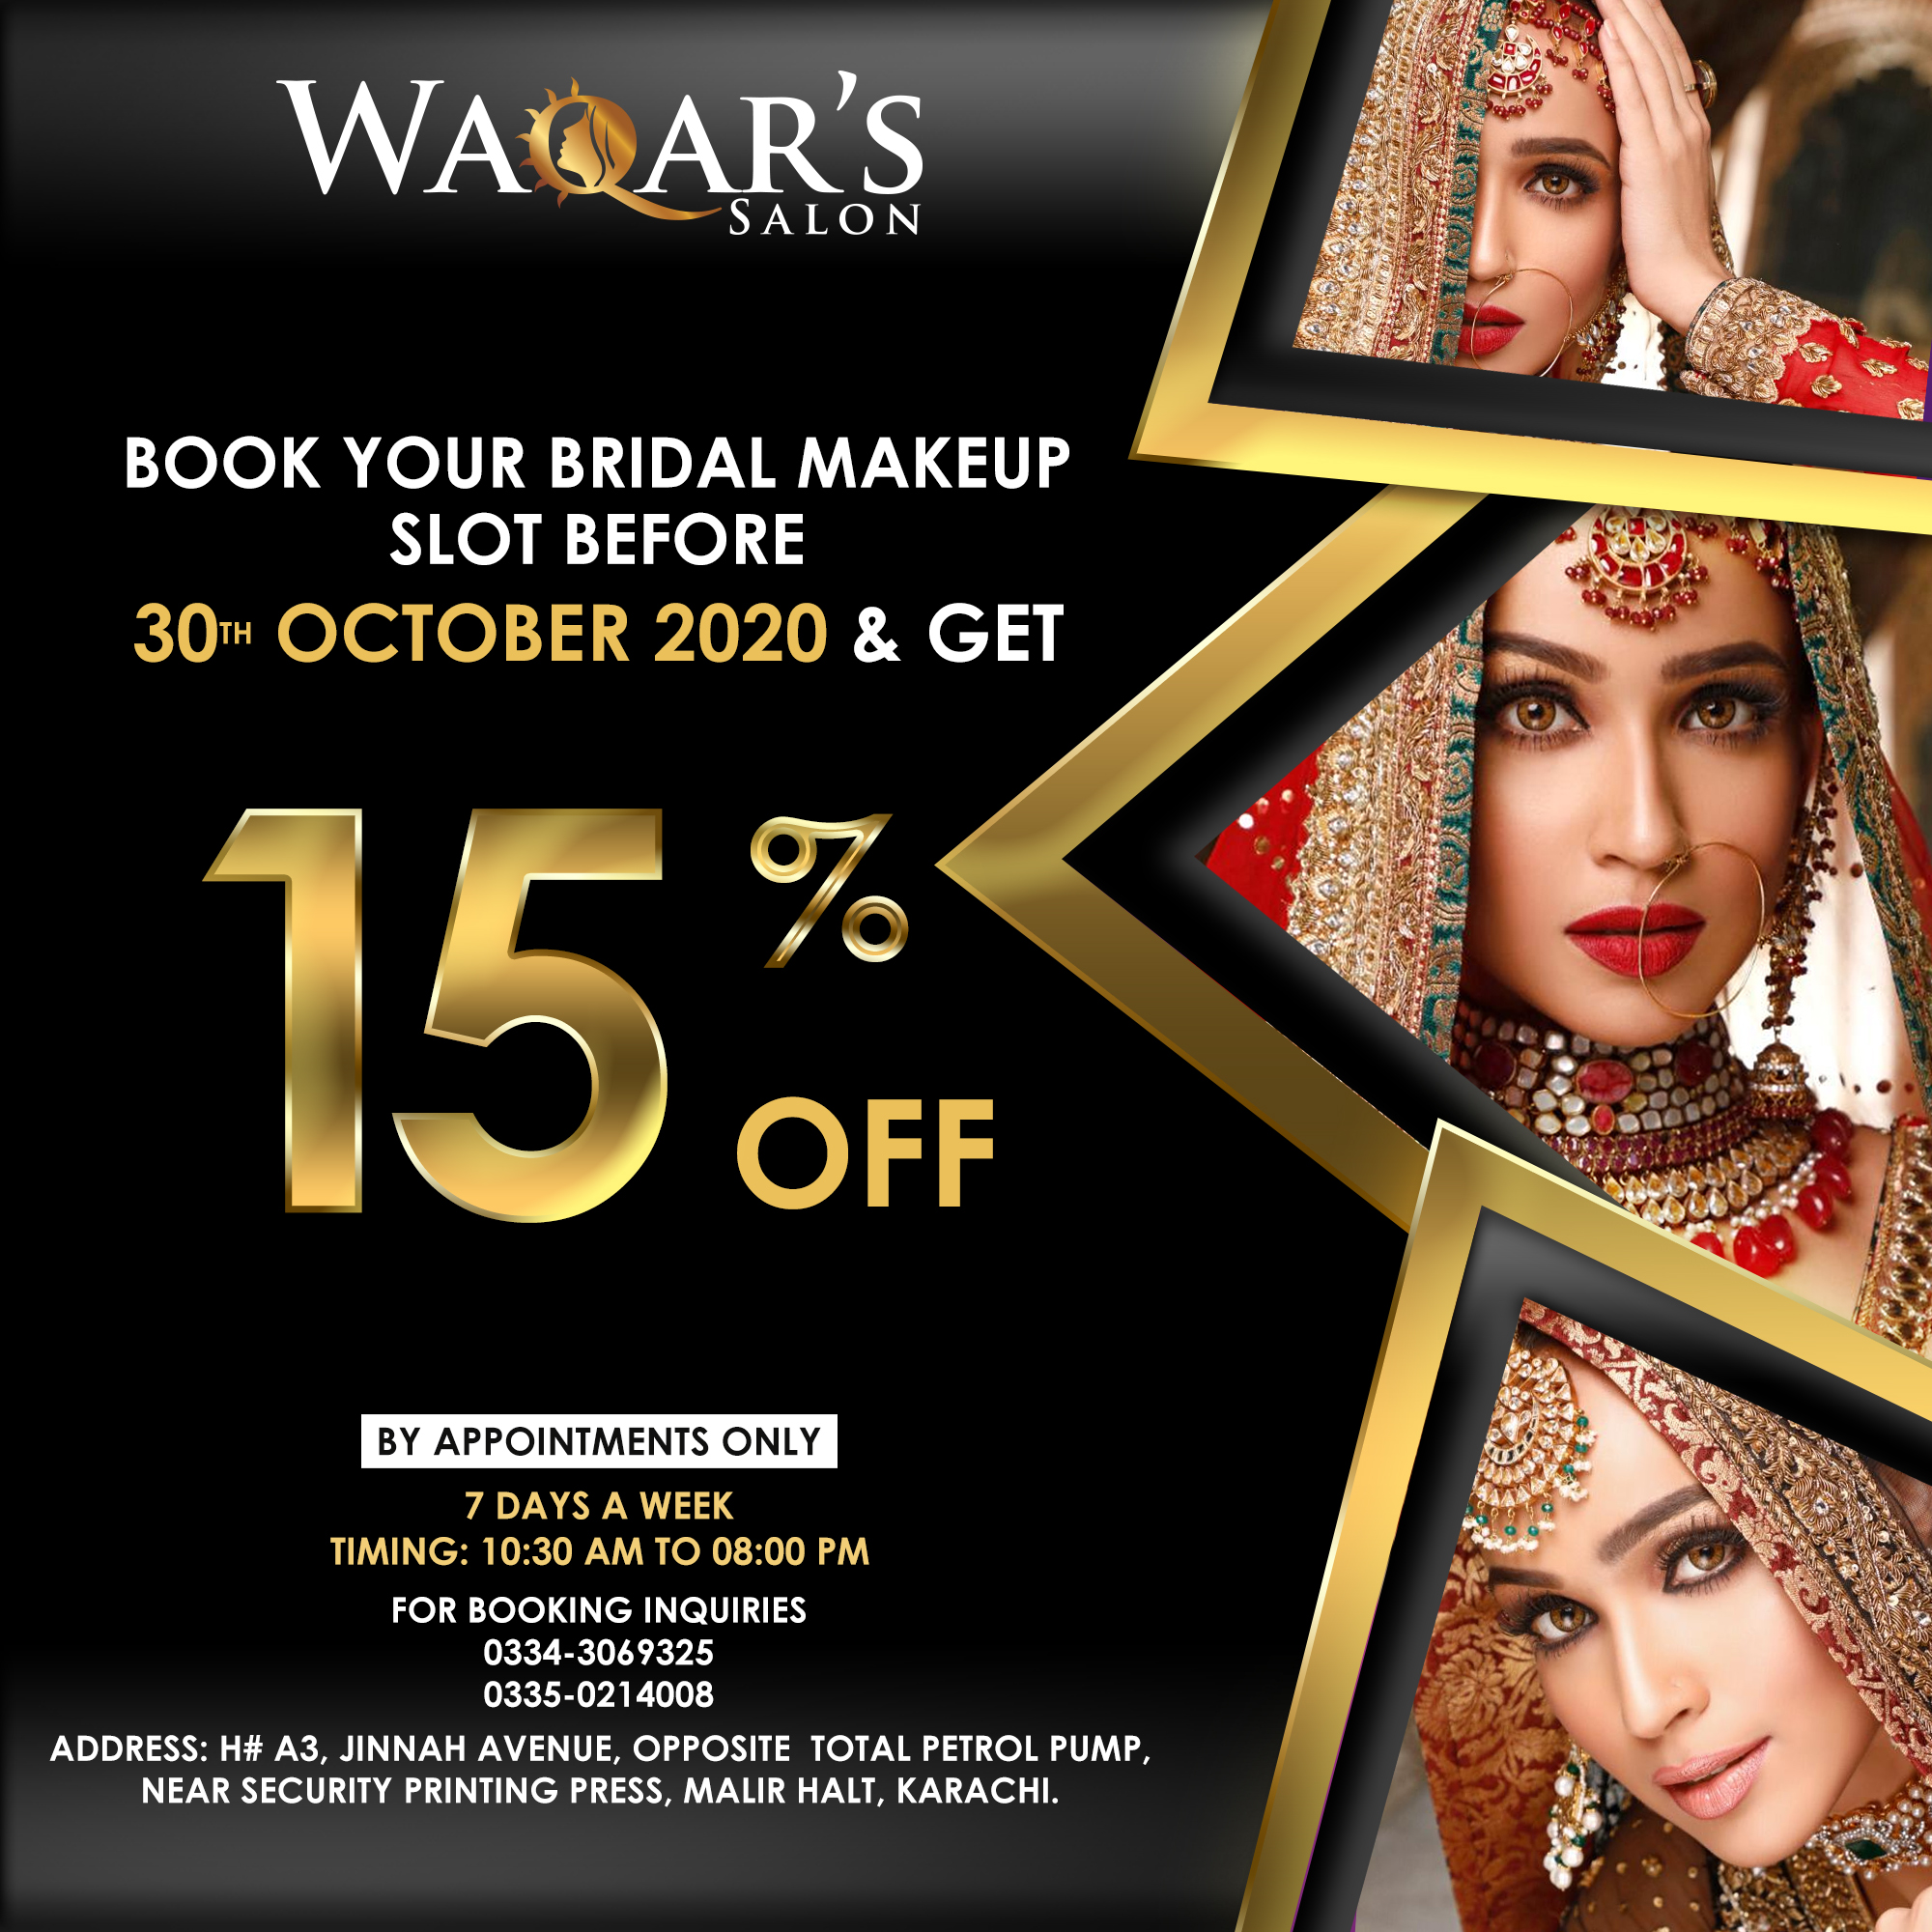 WAQAR'S
SALON
BOOK YOUR BRIDAL MAKEUP
SLOT BEFORE
30TH OCTOBER 2020 & GET
15%
OFF
BY APPOINTMENTS ONLY
7 DAYS A WEEK
TIMING: 10:30 AM TO 08:00 PM
FOR BOOKING INQUIRIES
0334-3069325
0335-0214008
ADDRESS: H# A3, JINNAH AVENUE, OPPOSITE TOTAL PETROL PUMP,
NEAR SECURITY PRINTING PRESS, MALIR HALT, KARACHI.